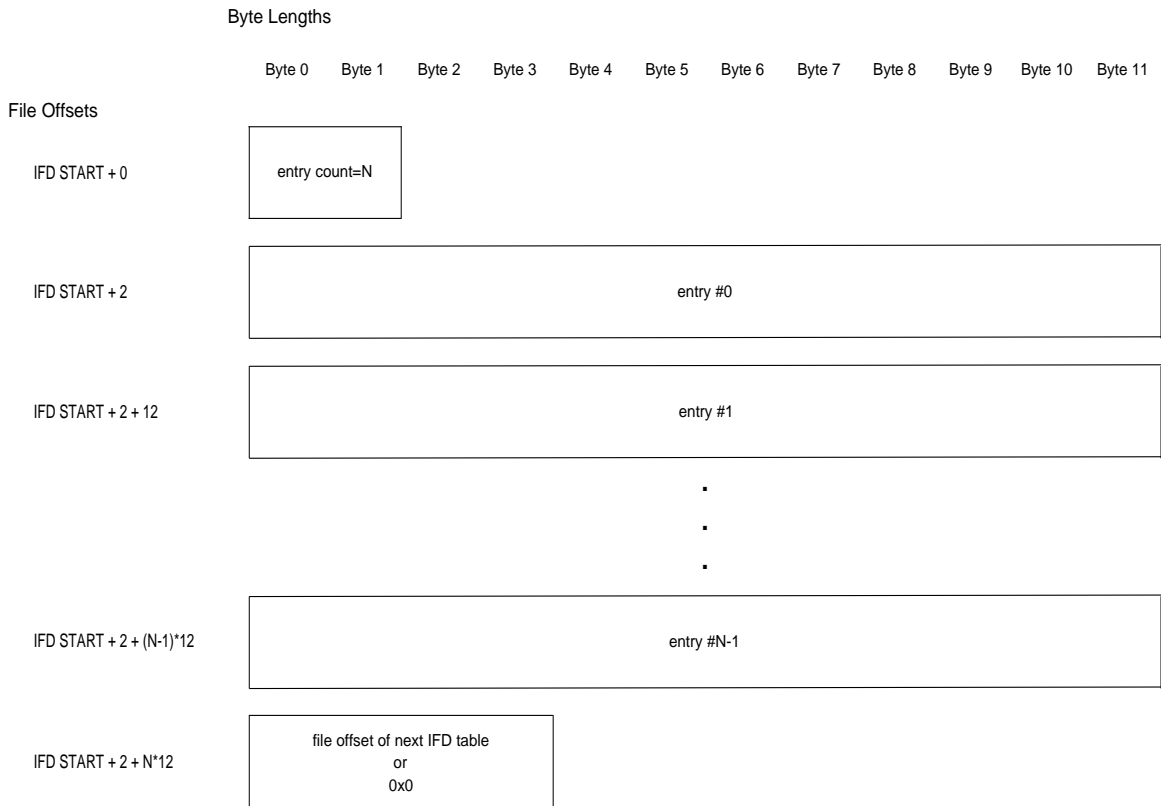 Byte Lengths
Byte 0 Byte 1 Byte 2 Byte 3 Byte 4 Byte 5 Byte 6 Byte 7 Byte 8 Byte 9 Byte 10 Byte 11
File Offsets
IFD START + 0 entry count=N
IFD START + 2 entry #0
IFD START + 2 + 12 entry #1
.
.
.
IFD START + 2 + (N-1)*12 entry #N-1
file offset of next IFD table
IFD START + 2 + N*12 or
0x0